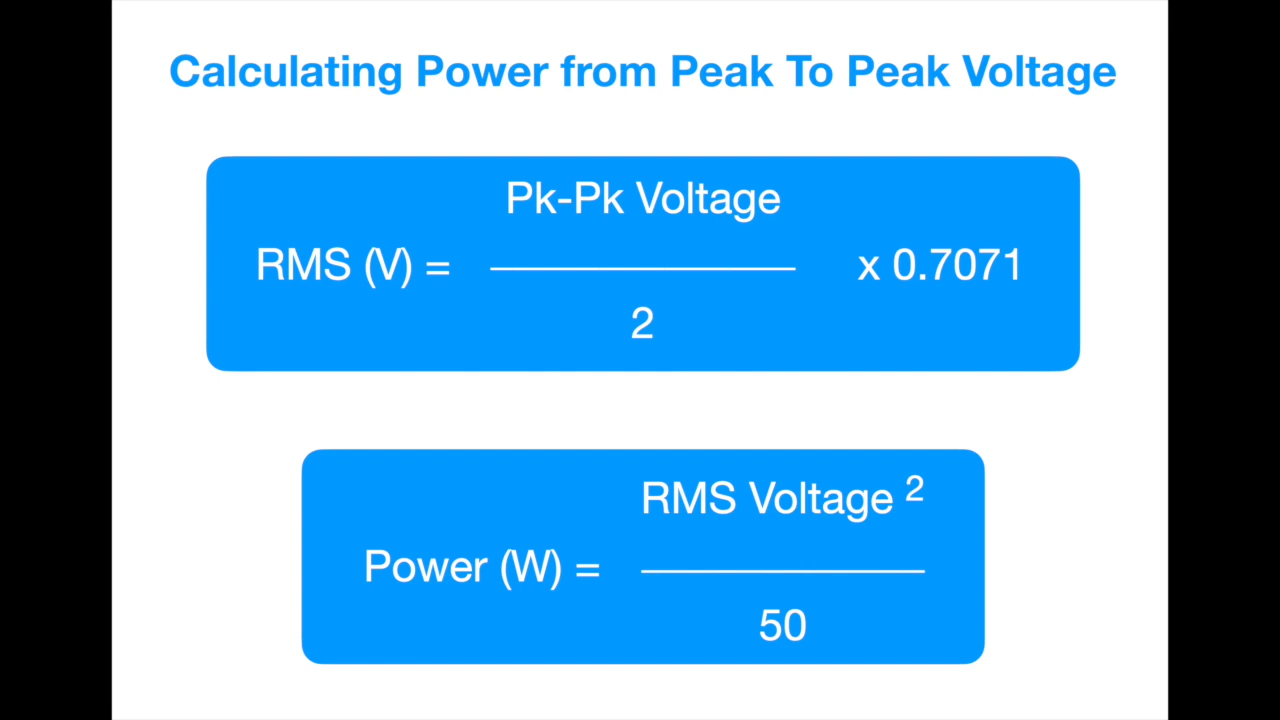 Calculating Power from Peak To Peak Voltage
Pk-Pk Voltage
RMS (V) = x 0.7071
2
RMS Voltage ²
Power (W) =
50